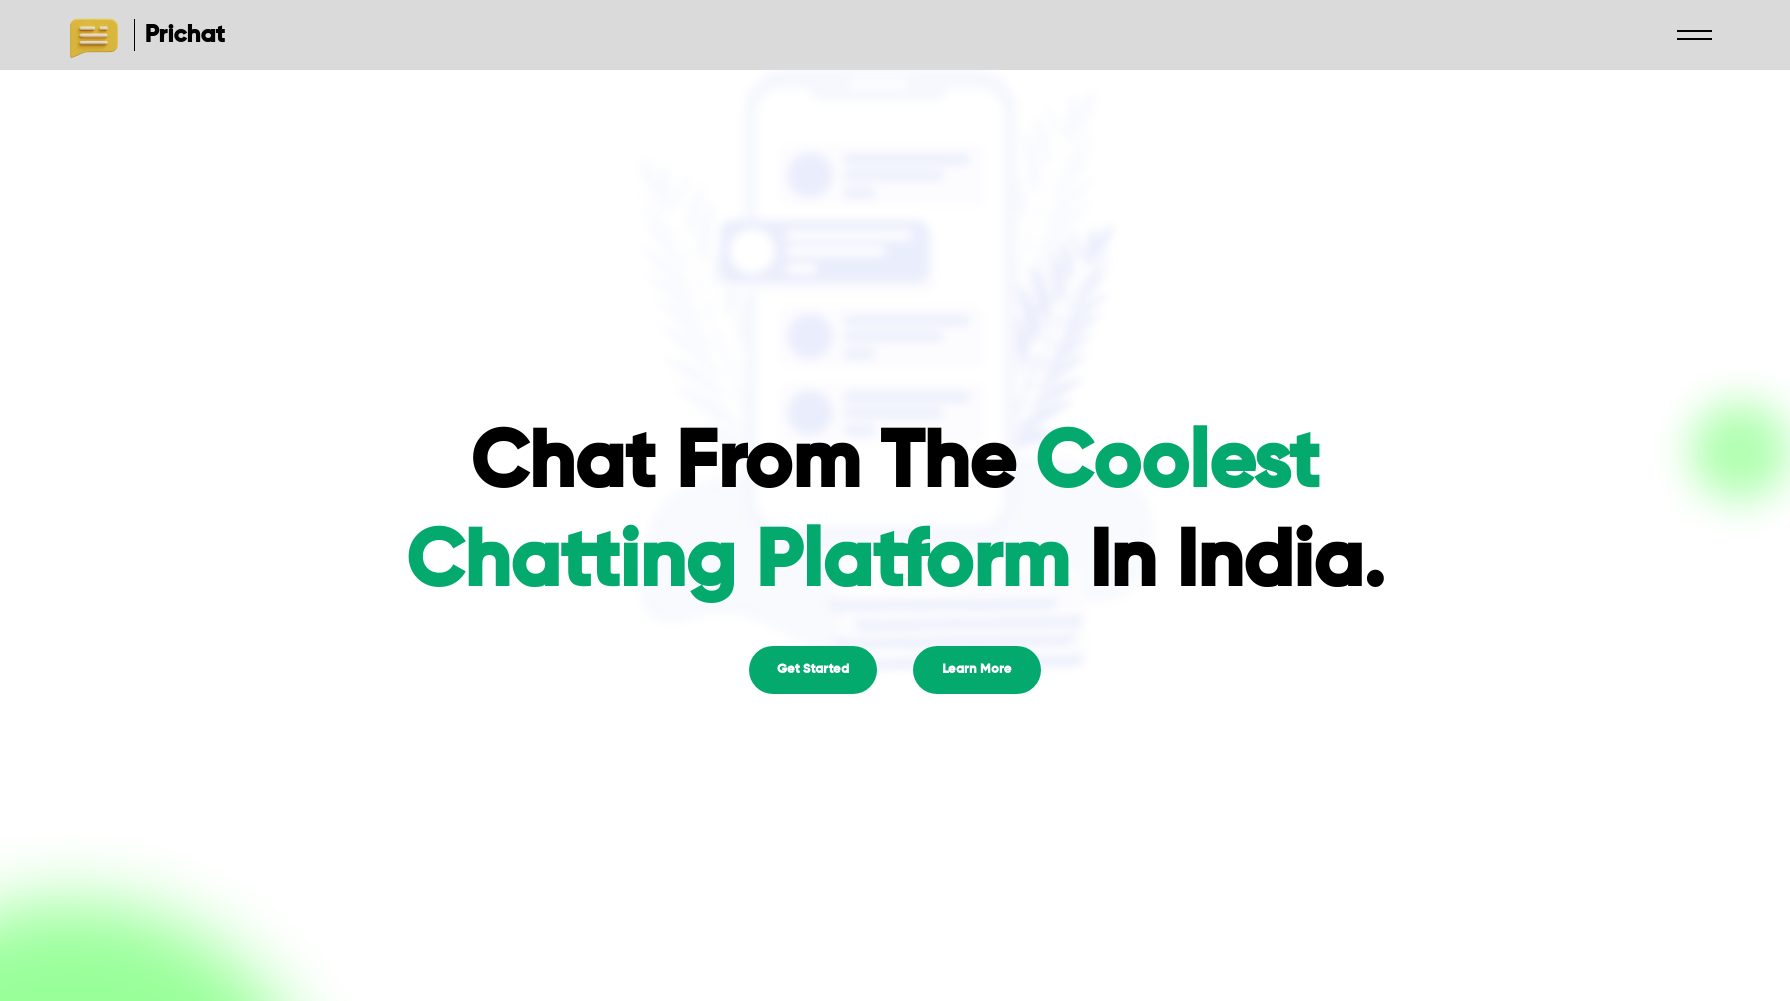 Prichat
Chat From The Coolest
Chatting Platform In India.
Get Started
Learn More